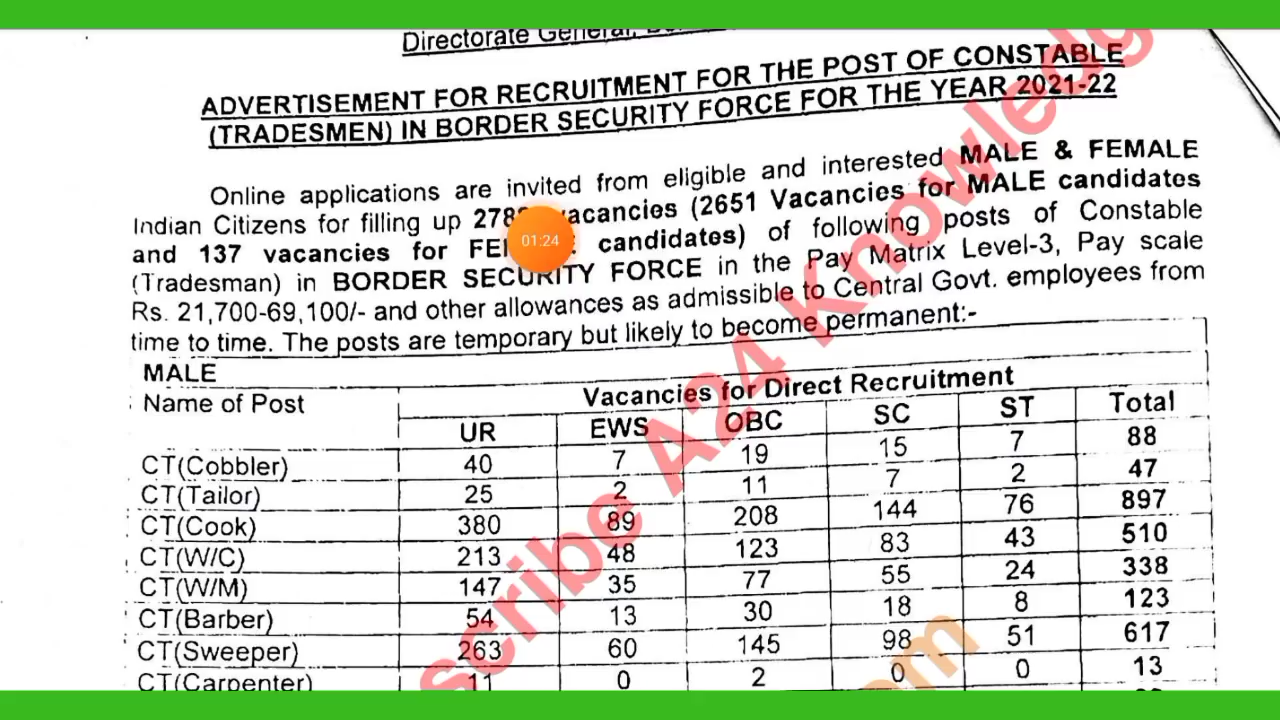 Directorate General,
ADVERTISEMENT FOR RECRUITMENT FOR THE POST OF CONSTABLE
(TRADESMEN) IN BORDER SECURITY FORCE FOR THE YEAR 2021-22
Online applications are invited from eligible and interested MALE & FEMALE
Indian Citizens for filling up vacancies (2651 Vacancies for MALE candidates
and 137 vacancies for candidates) of following posts of Constable
(Tradesman) in BORDER SECURITY FORCE in the Pay Matrix Level-3, Pay scale
Rs. 21,700-69,100/- and other allowances as admissible to Central Govt. employees from
time to time. The posts are temporary but likely to become permanent:-
01:24
MALE
Name of Post Vacancies for Direct Recruitment
UR EWS OBC SC ST Total
CT(Cobbler) 40 7 19 15 7 88
CT(Tailor) 25 2 11 7 2 47
CT(Cook) 380 89 208 144 76 897
CT(W/C) 213 48 123 83 43 510
CT(W/M) 147 35 77 55 24 338
CT(Barber) 54 13 30 18 8 123
CT(Sweeper) 263 60 145 98 51 617
CT(Carpenter) 11 0 2 0 0 13
scribe A24 Knowledg